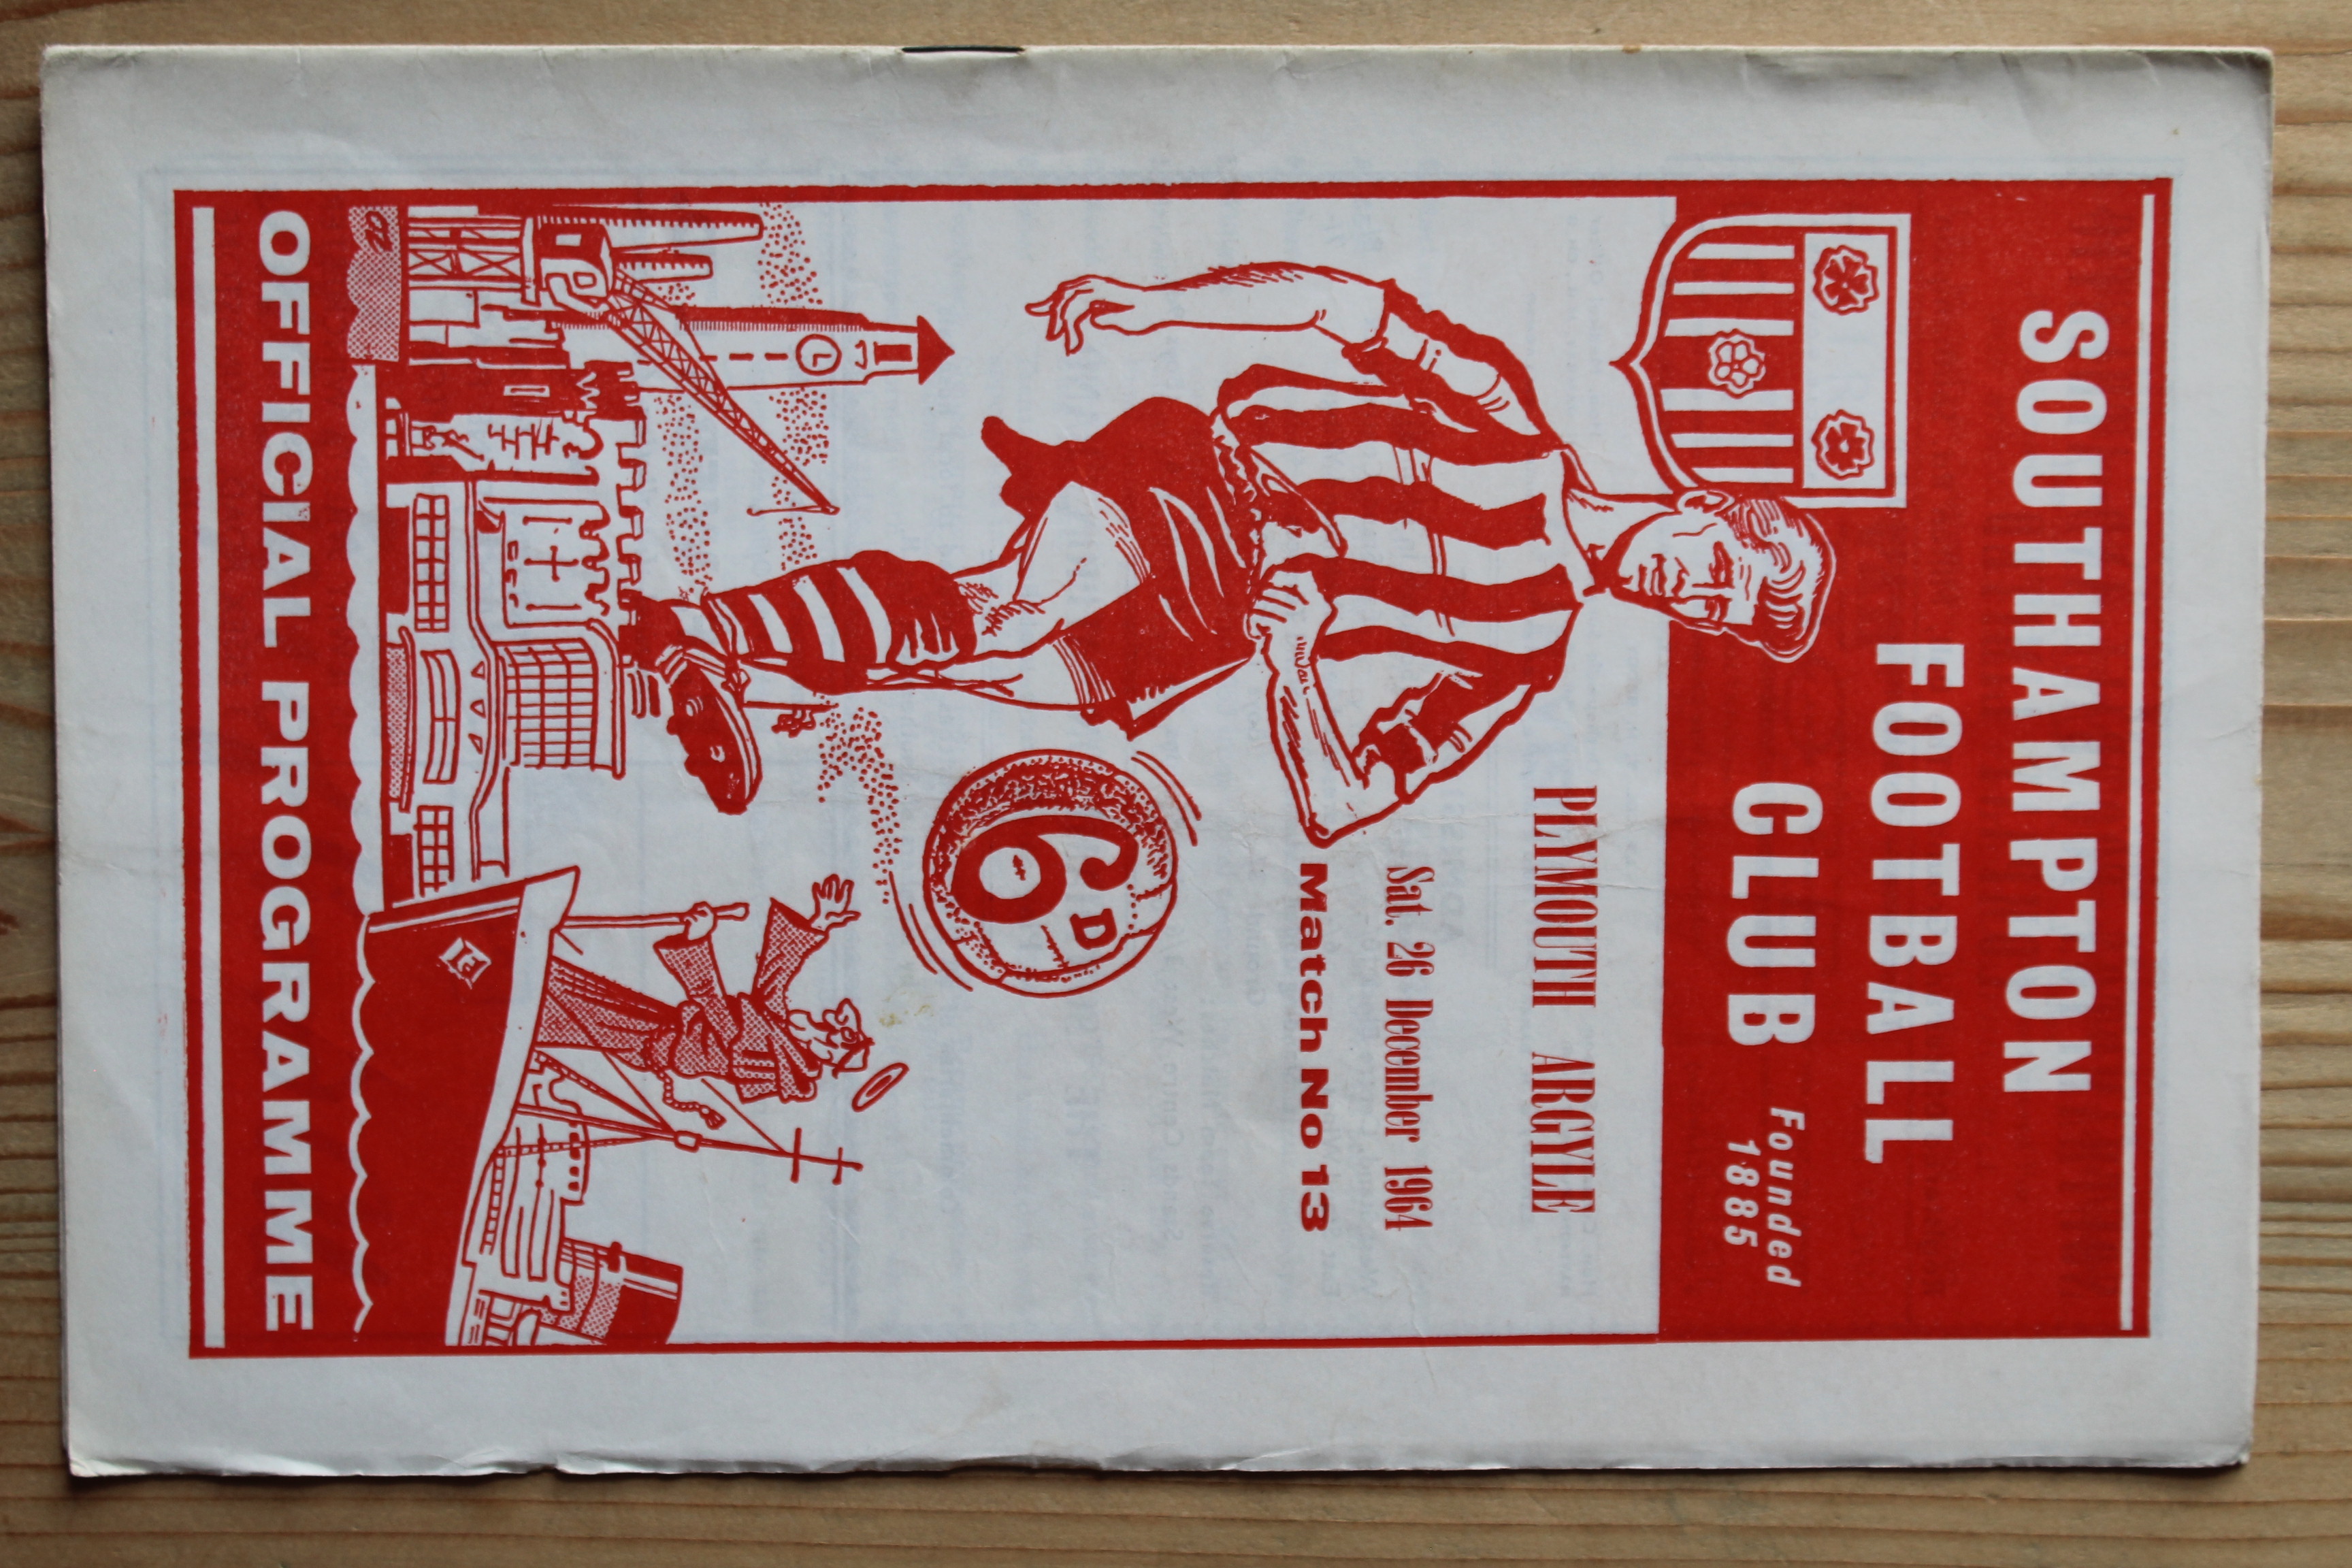 SOUTHAMPTON
FOOTBALL
CLUB
Founded
1885
PLYMOUTH ARGYLE
Sat. 26 December 1964
Match No 13
6D
OFFICIAL PROGRAMME